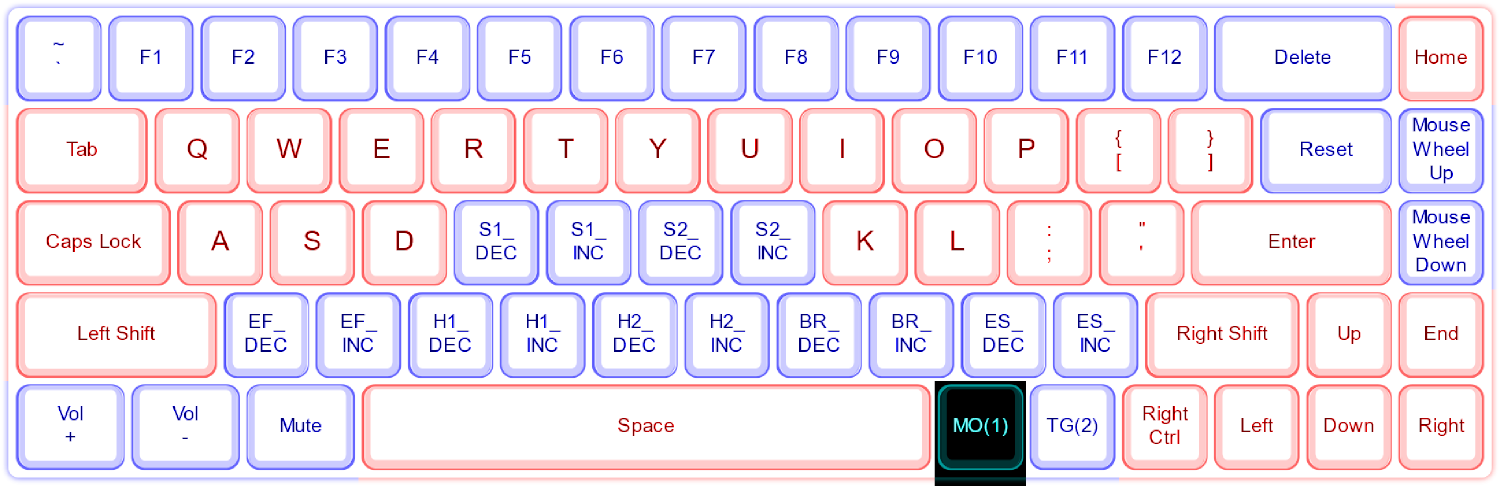 ~
`
F1
F2
F3
F4
F5
F6
F7
F8
F9
F10
F11
F12
Delete
Home
Tab
Q
W
E
R
T
Y
U
I
O
P
{
[
}
]
Reset
Mouse
Wheel
Up
Caps Lock
A
S
D
S1_
DEC
S1_
INC
S2_
DEC
S2_
INC
K
L
:
;
"
'
Enter
Mouse
Wheel
Down
Left Shift
EF_
DEC
EF_
INC
H1_
DEC
H1_
INC
H2_
DEC
H2_
INC
BR_
DEC
BR_
INC
ES_
DEC
ES_
INC
Right Shift
Up
End
Vol
+
Vol
-
Mute
Space
MO(1)
TG(2)
Right
Ctrl
Left
Down
Right